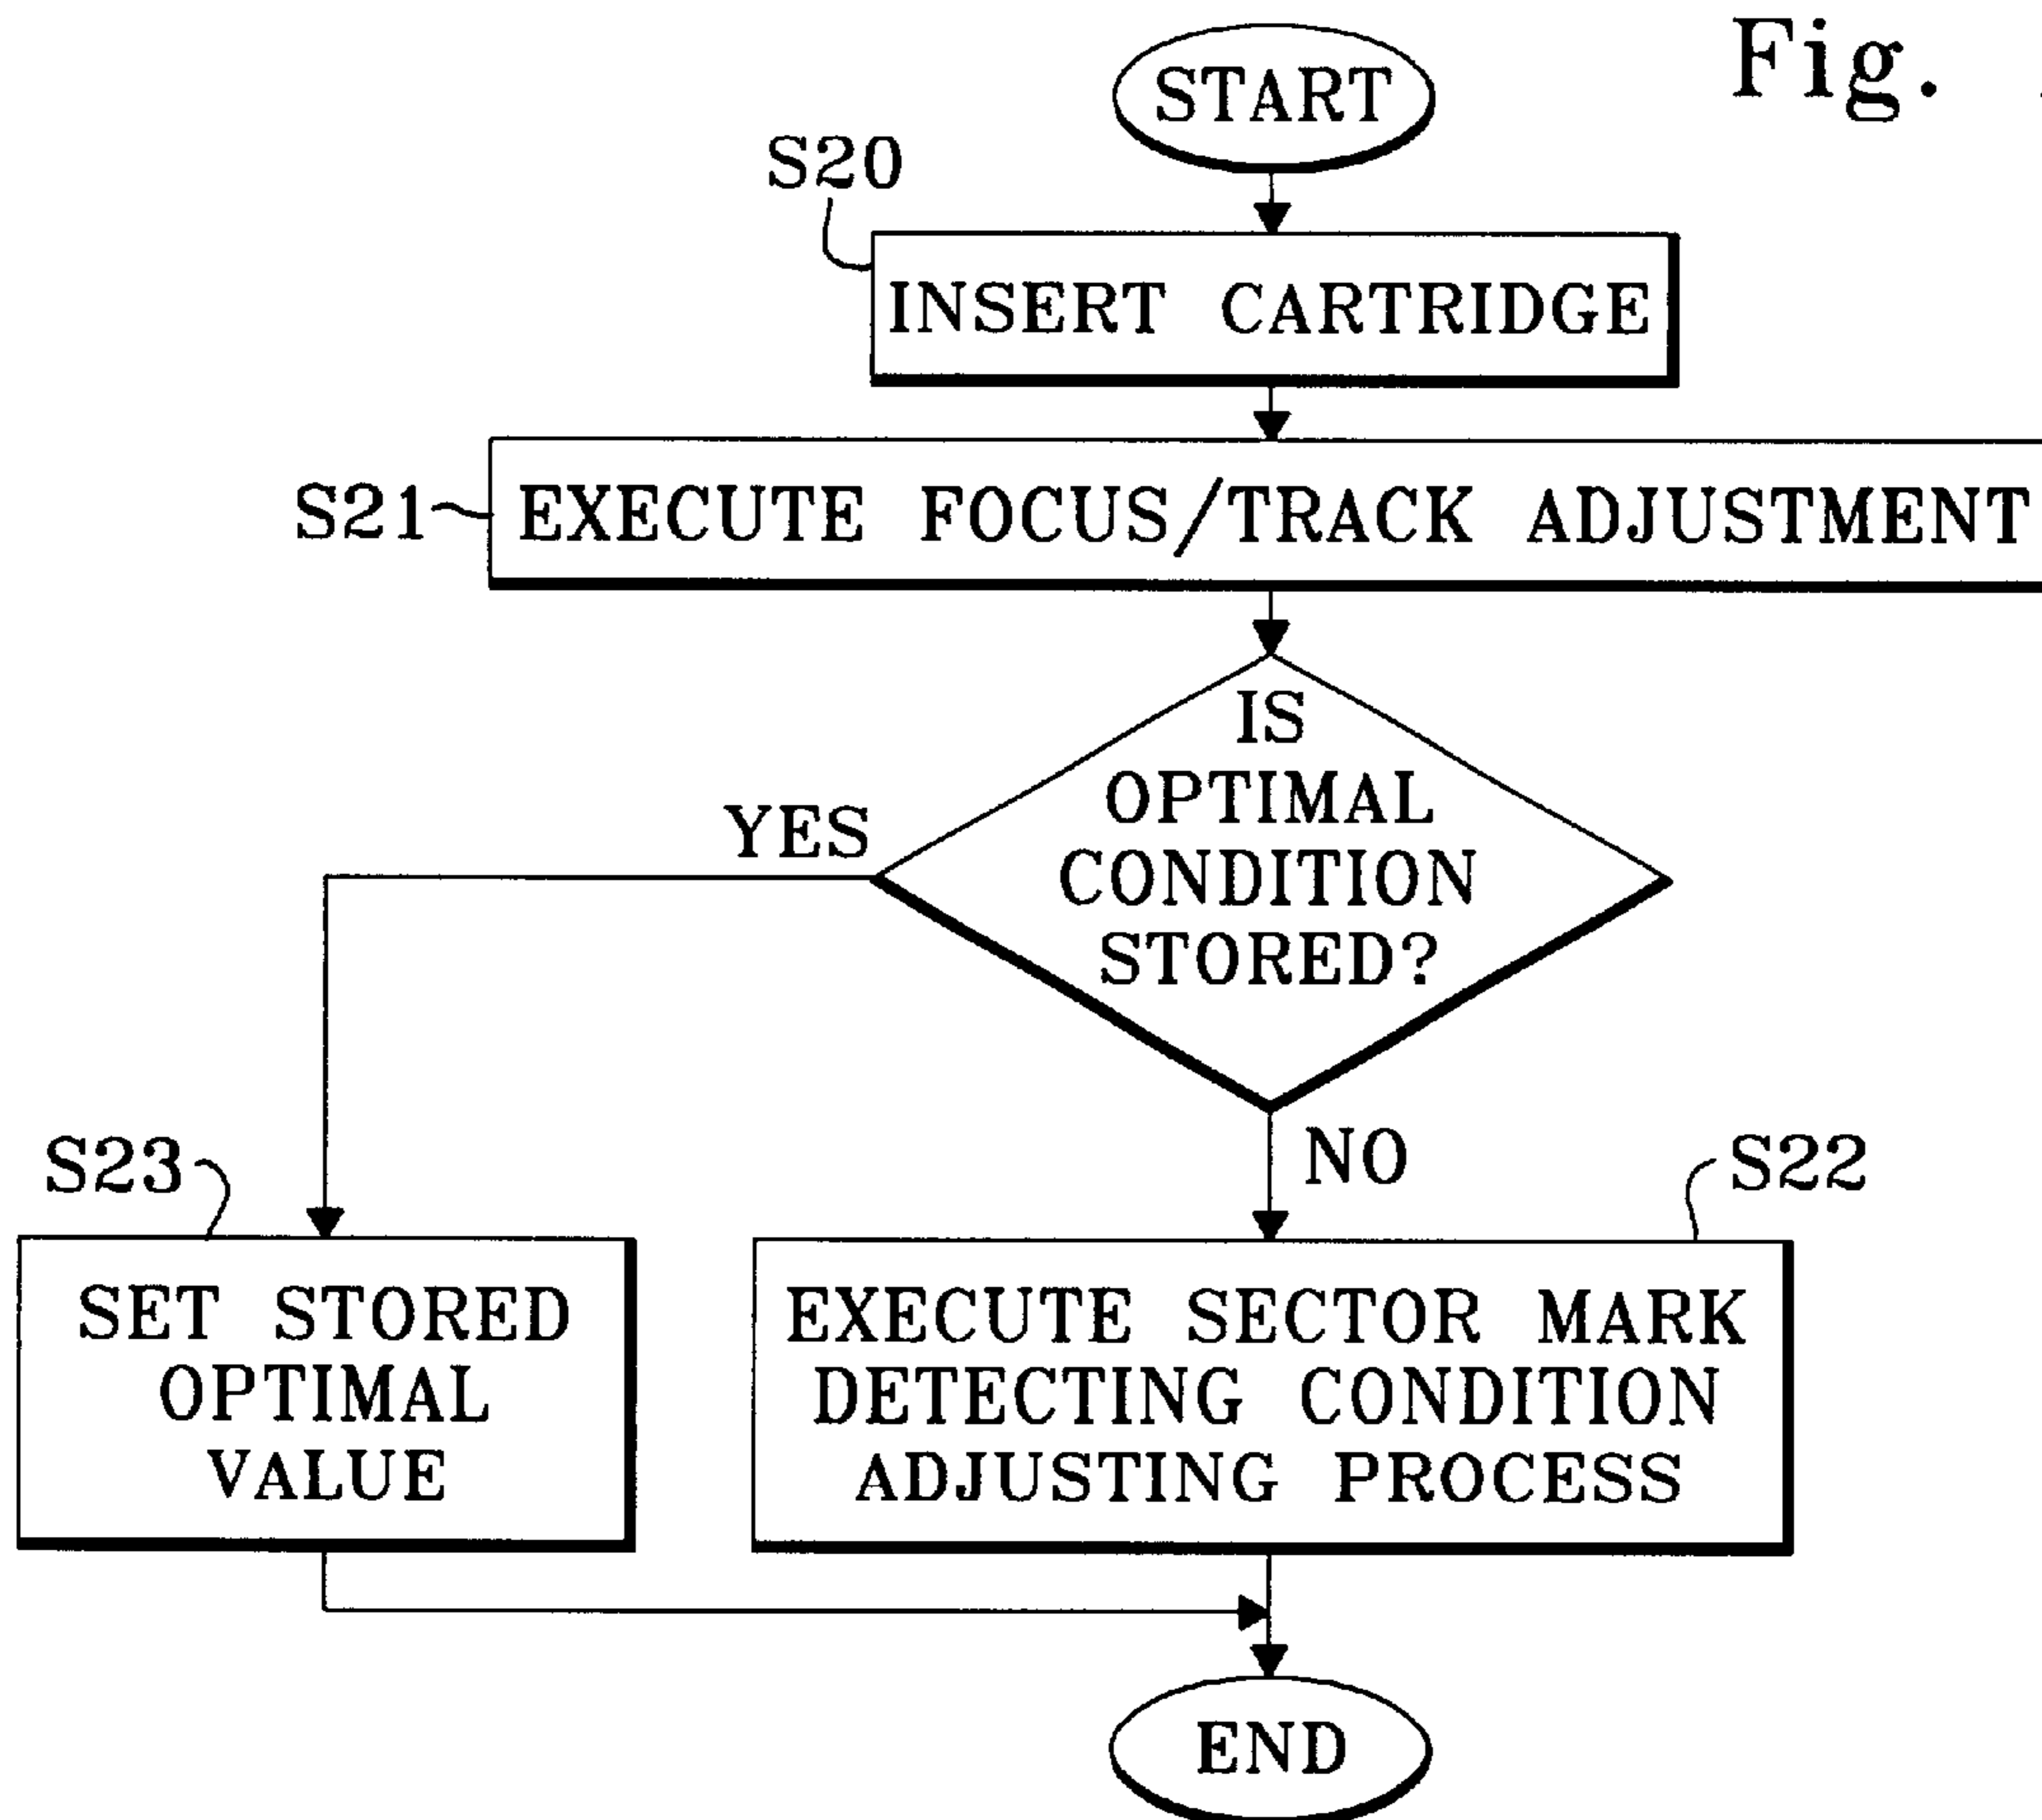 Fig.
START
S20
INSERT CARTRIDGE
S21
EXECUTE FOCUS/TRACK ADJUSTMENT
IS
OPTIMAL
CONDITION
STORED?
YES
NO
S23
S22
SET STORED
OPTIMAL
VALUE
EXECUTE SECTOR MARK
DETECTING CONDITION
ADJUSTING PROCESS
END